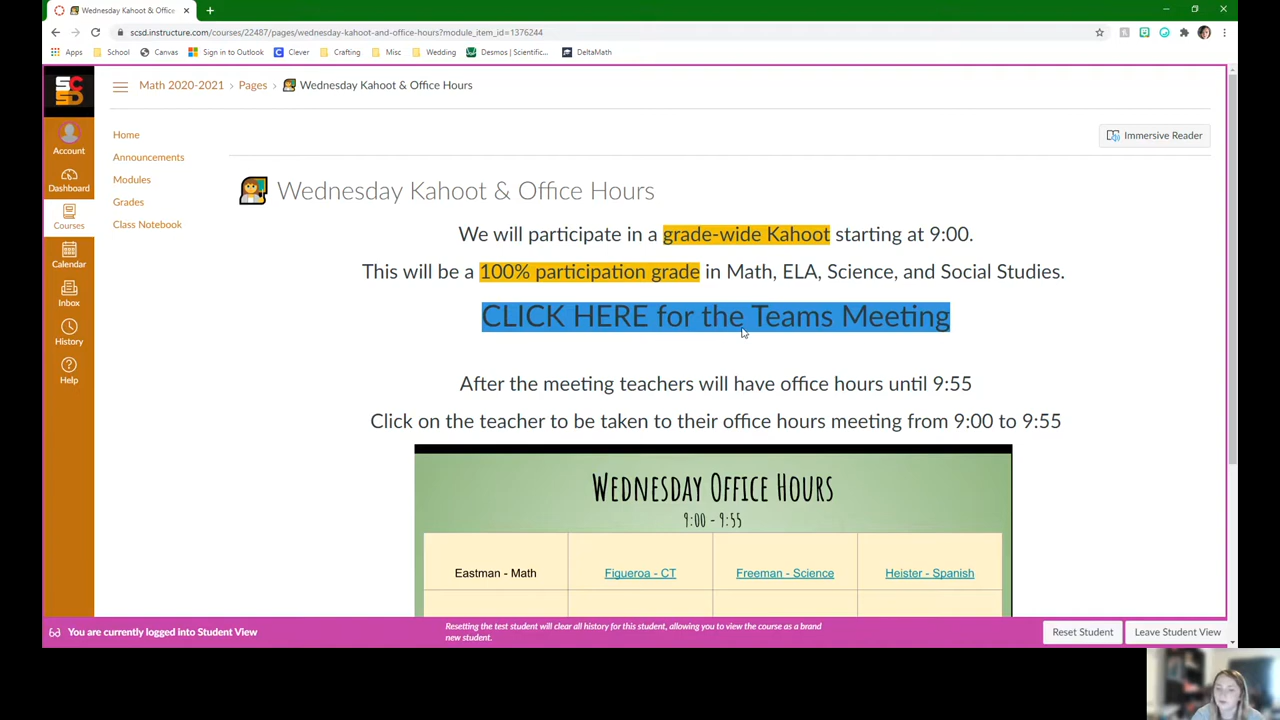 Wednesday Kahoot & Office
scsd.instructure.com/courses/22487/pages/wednesday-kahoot-and-office-hours?module_item_id=1376244
Apps School Canvas Sign in to Outlook Clever Crafting Misc Wedding Desmos | Scientific... DeltaMath
SC
SD
Math 2020-2021 › Pages › Wednesday Kahoot & Office Hours
Account
Dashboard
Courses
Calendar
Inbox
History
Help
Home
Announcements
Modules
Grades
Class Notebook
Immersive Reader
Wednesday Kahoot & Office Hours
We will participate in a grade-wide Kahoot starting at 9:00.
This will be a 100% participation grade in Math, ELA, Science, and Social Studies.
CLICK HERE for the Teams Meeting
After the meeting teachers will have office hours until 9:55
Click on the teacher to be taken to their office hours meeting from 9:00 to 9:55
WEDNESDAY OFFICE HOURS
9:00 - 9:55
Eastman - Math Figueroa - CT Freeman - Science Heister - Spanish
You are currently logged into Student View
Resetting the test student will clear all history for this student, allowing you to view the course as a brand
new student.
Reset Student Leave Student View